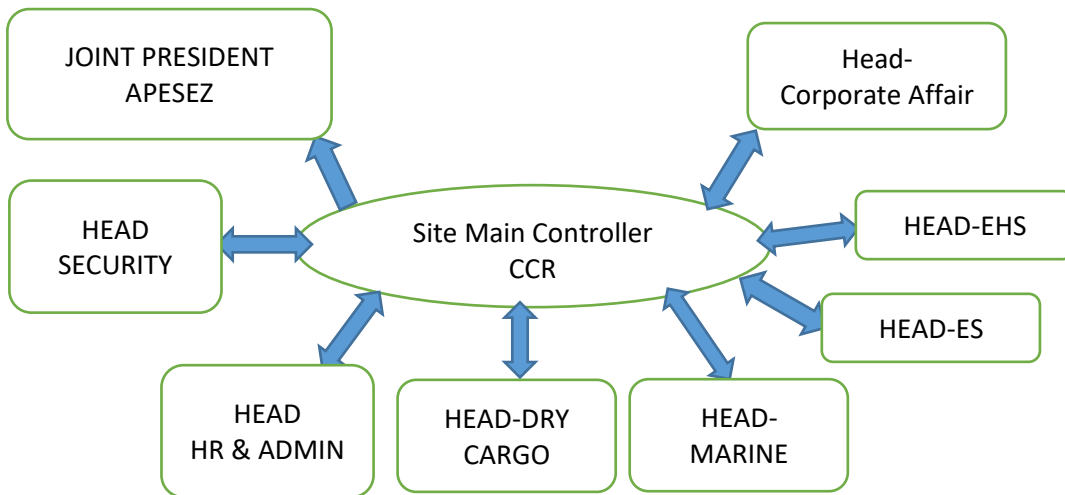 JOINT PRESIDENT
APESEZ
Head-
Corporate Affair
HEAD
SECURITY
Site Main Controller
CCR
HEAD-EHS
HEAD-ES
HEAD
HR & ADMIN
HEAD-DRY
CARGO
HEAD-
MARINE